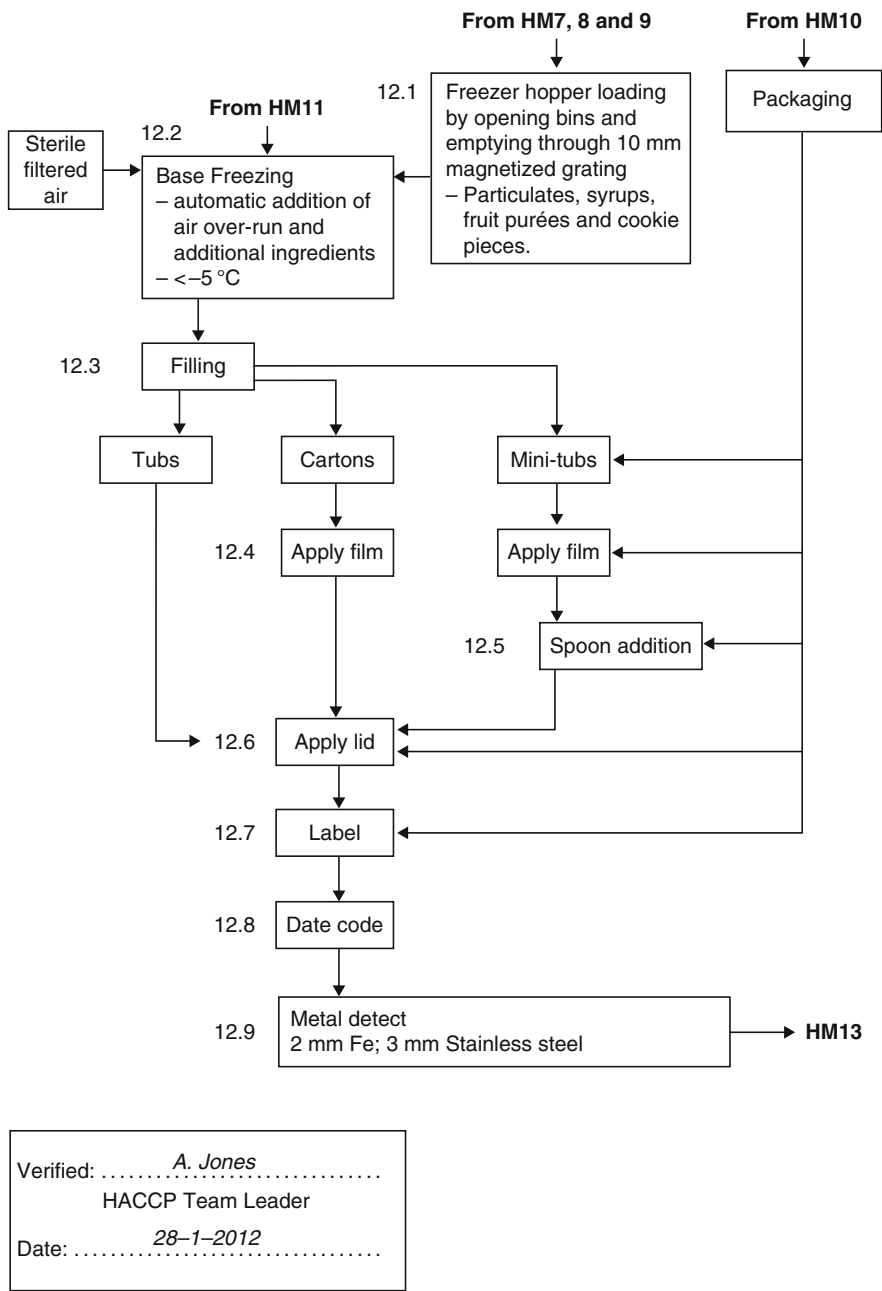 From HM7, 8 and 9
From HM10
12.1
Freezer hopper loading
by opening bins and
emptying through 10 mm
magnetized grating
– Particulates, syrups,
fruit purées and cookie
pieces.
Packaging
From HM11
12.2
Sterile
filtered
air
Base Freezing
– automatic addition of
air over-run and
additional ingredients
– <–5 °C
12.3
Filling
Tubs
Cartons
Mini-tubs
12.4
Apply film
Apply film
12.5
Spoon addition
12.6
Apply lid
12.7
Label
12.8
Date code
12.9
Metal detect
2 mm Fe; 3 mm Stainless steel
HM13
Verified: A. Jones
HACCP Team Leader
Date: 28–1–2012